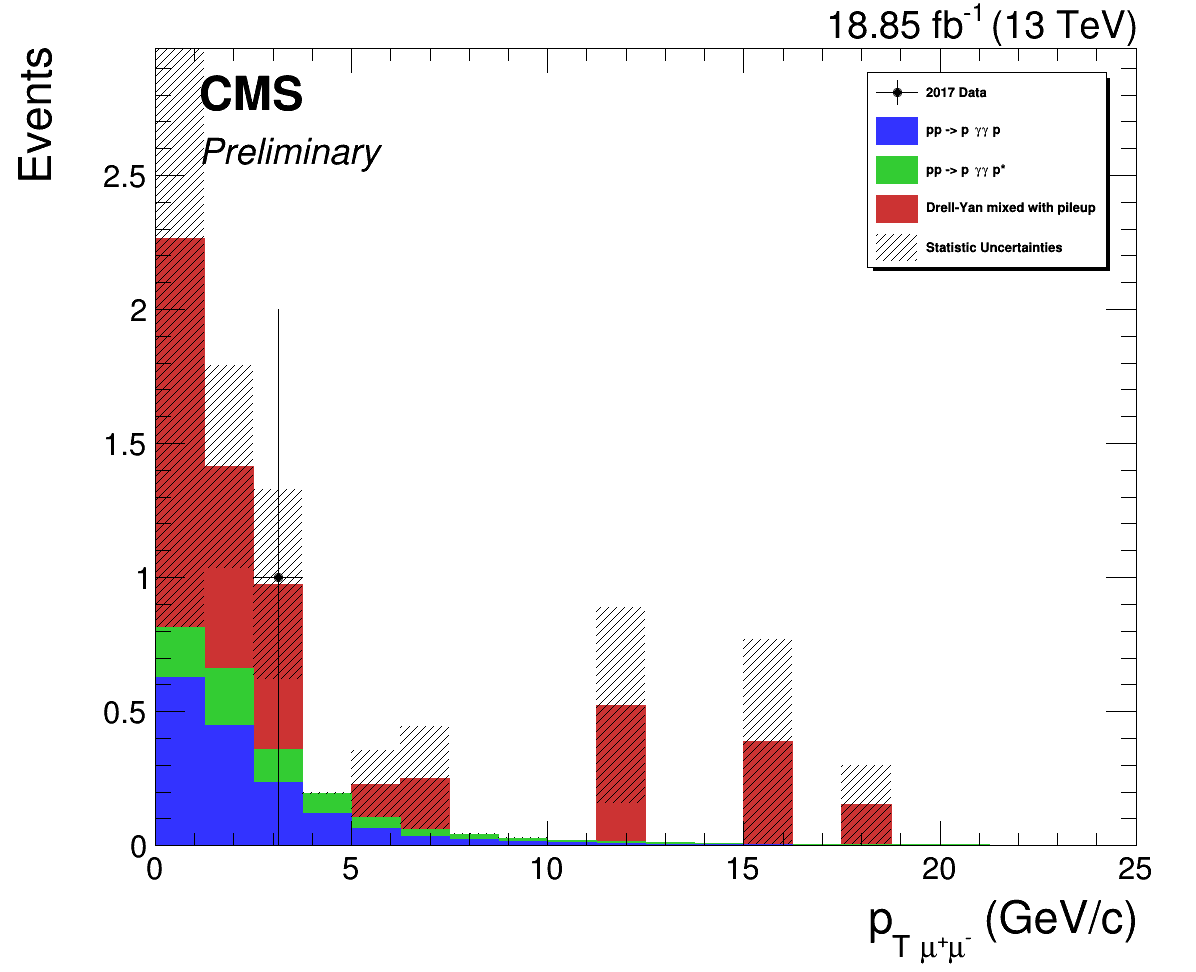 18.85 fb⁻¹ (13 TeV)
Events
CMS
Preliminary
2017 Data
pp -> p γγ p
pp -> p γγ p*
Drell-Yan mixed with pileup
Statistic Uncertainties
2.5
2
1.5
1
0.5
0
0 5 10 15 20 25
p_T μ⁺μ⁻ (GeV/c)